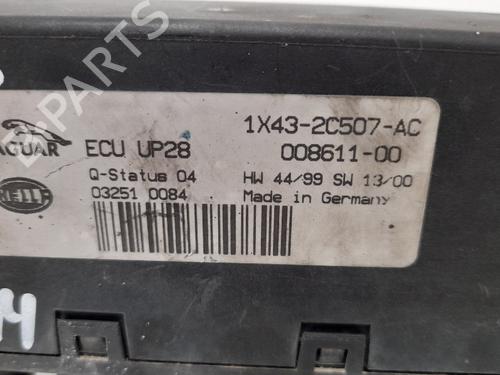 1X43-2C507-AC
JAGUAR ECU UP28 008611-00
Q-Status 04 HW 44/99 SW 13/00
HELLA 03251 0084 Made in Germany